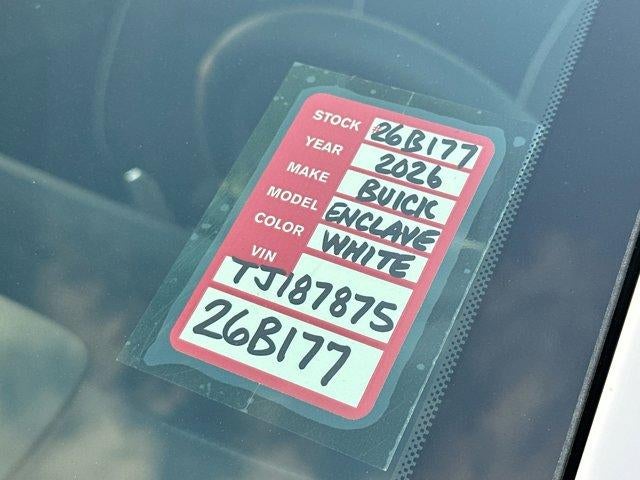 STOCK 26B177
YEAR 2026
MAKE BUICK
MODEL ENCLAVE
COLOR WHITE
VIN
TJ187875
26B177